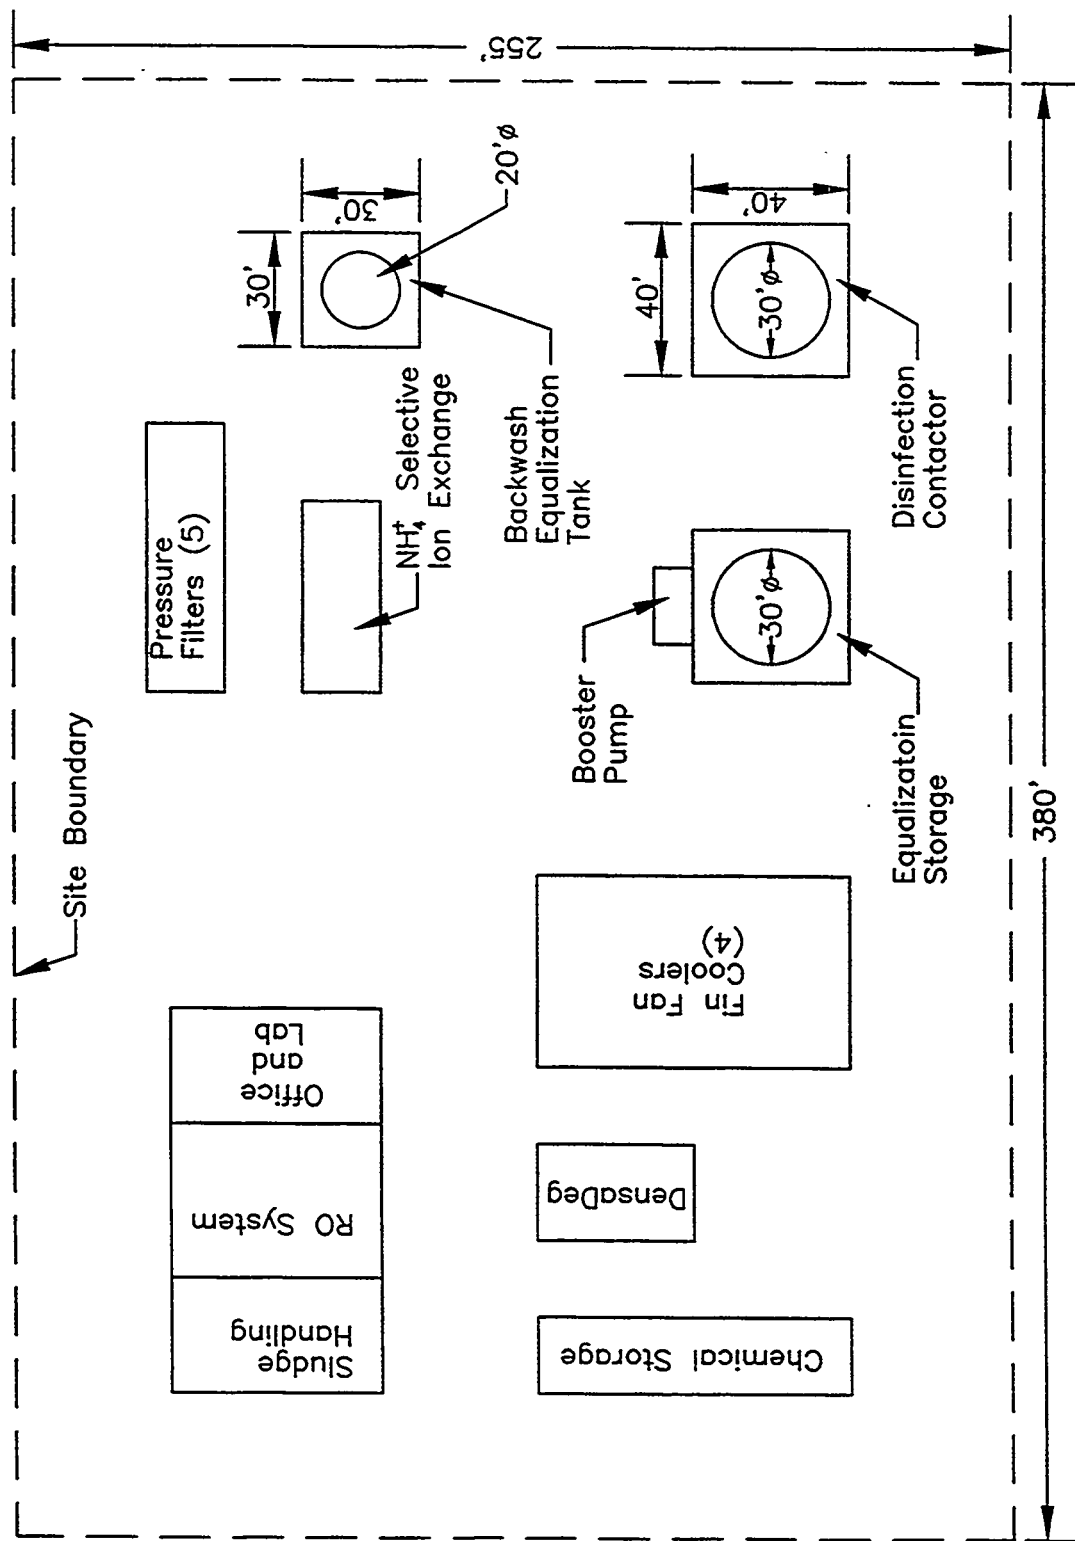 255'
Site Boundary
Pressure
Filters (5)
30'
30'
20'ø
NH₄⁺ Selective
Ion Exchange
Backwash
Equalization
Tank
Office
and
Lab
RO System
Sludge
Handling
Booster
Pump
40'
40'
30'ø
30'ø
Disinfection
Contactor
Equalizatoin
Storage
Fin Fan
Coolers
(4)
DensaDeg
Chemical Storage
380'